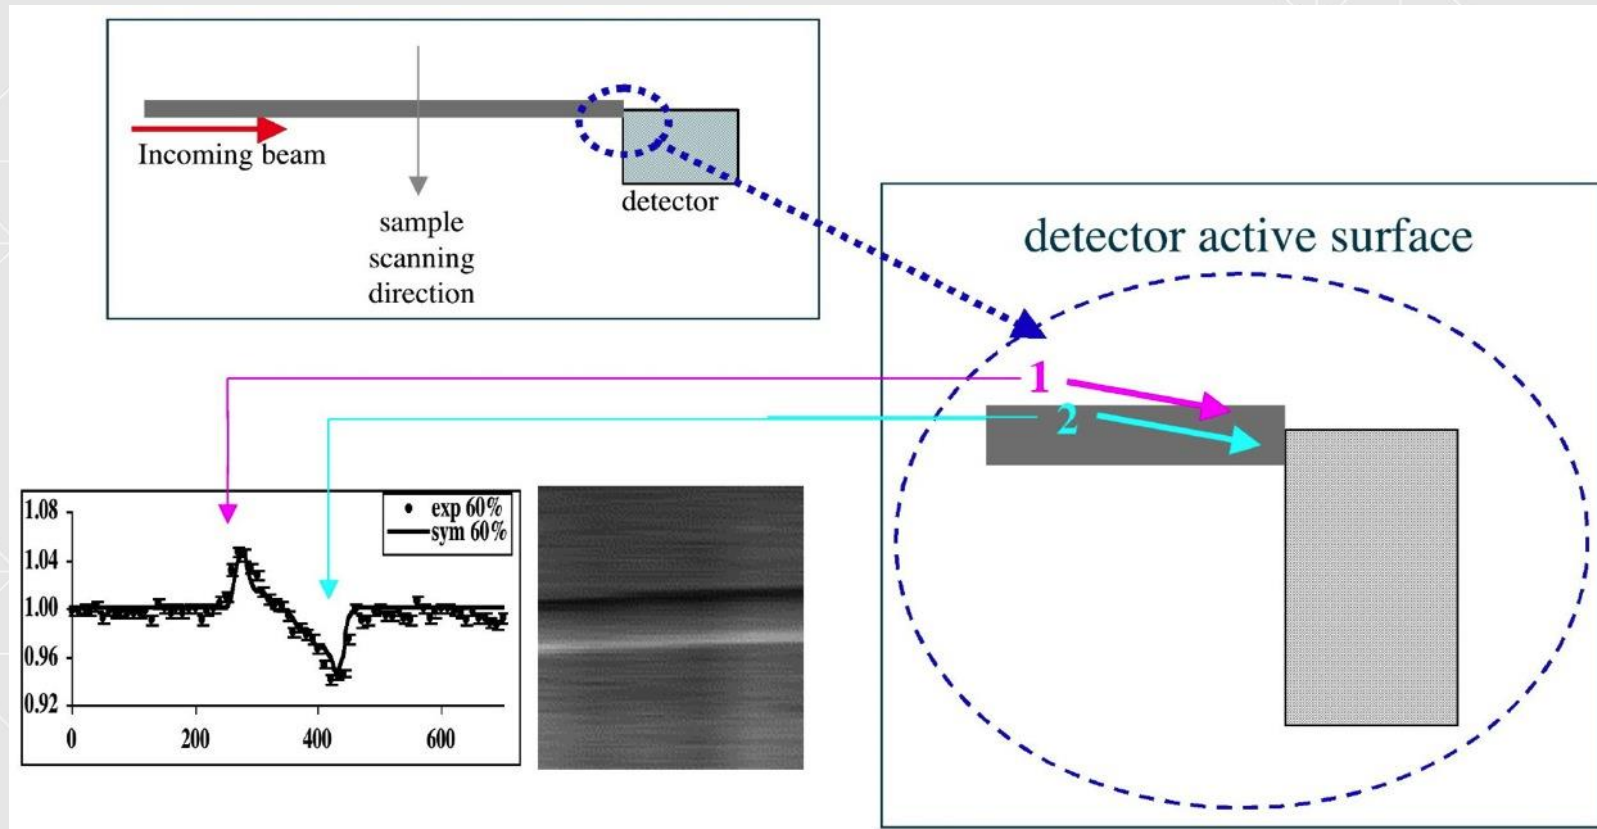 Incoming beam
detector
sample
scanning
direction
detector active surface
1
2
1.08
1.04
1.00
0.96
0.92
exp 60%
sym 60%
0
200
400
600